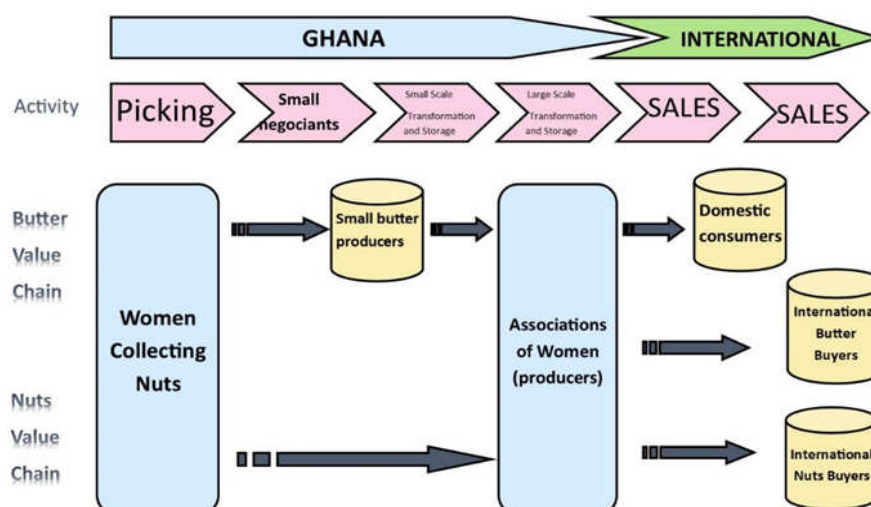 GHANA
INTERNATIONAL
Activity
Picking
Small
negociants
Small Scale
Transformation
and Storage
Large Scale
Transformation
and Storage
SALES
SALES
Butter
Value
Chain
Women
Collecting
Nuts
Small butter
producers
Associations
of Women
(producers)
Domestic
consumers
International
Butter
Buyers
Nuts
Value
Chain
International
Nuts Buyers